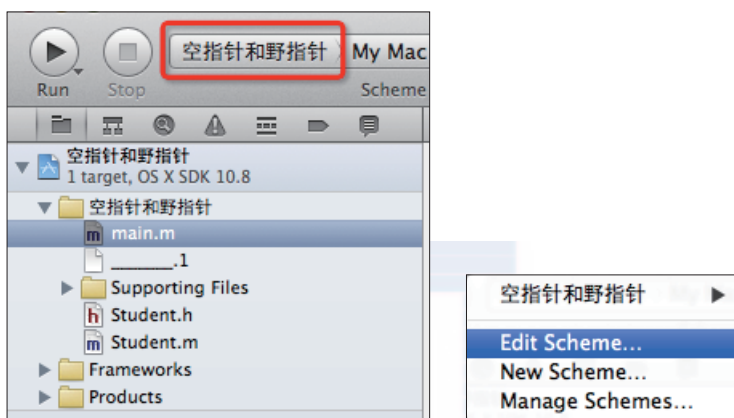 空指针和野指针 My Mac
Run Stop Scheme
空指针和野指针
1 target, OS X SDK 10.8
空指针和野指针
main.m
______.1
Supporting Files
Student.h
Student.m
Frameworks
Products
空指针和野指针
Edit Scheme...
New Scheme...
Manage Schemes...